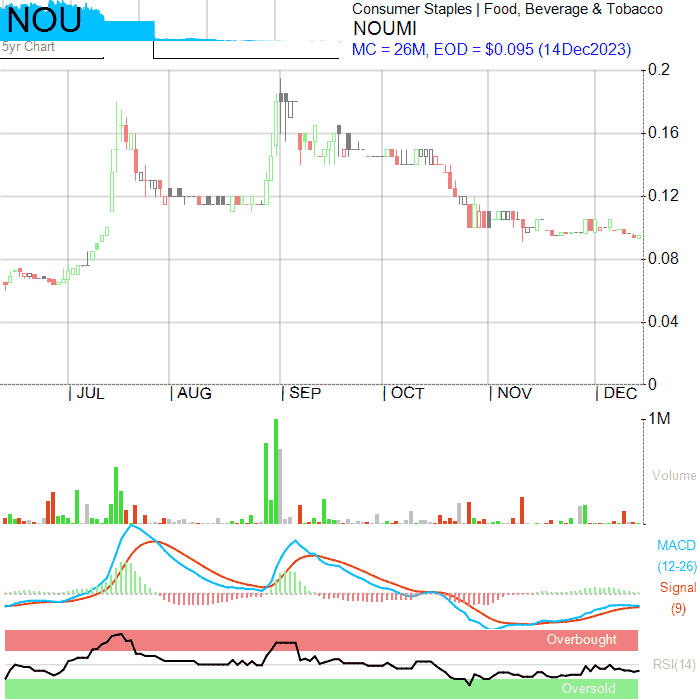 NOU
5yr Chart
Consumer Staples | Food, Beverage & Tobacco
NOUMI
MC = 26M, EOD = $0.095 (14Dec2023)
0.2
0.16
0.12
0.08
0.04
0
JUL AUG SEP OCT NOV DEC
1M
Volume
MACD
(12-26)
Signal
(9)
Overbought
RSI(14)
Oversold